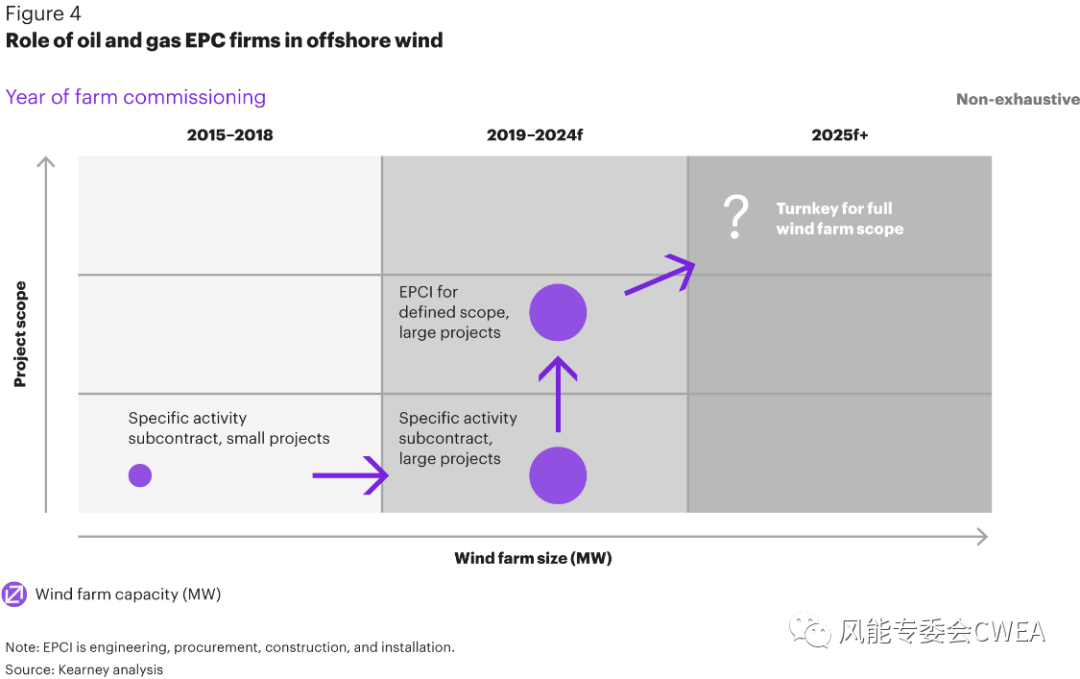 Figure 4
Role of oil and gas EPC firms in offshore wind
Year of farm commissioning
Non-exhaustive
2015–2018
2019–2024f
2025f+
?
Turnkey for full
wind farm scope
EPCI for
defined scope,
large projects
Project scope
Specific activity
subcontract, small projects
Specific activity
subcontract,
large projects
Wind farm size (MW)
Wind farm capacity (MW)
风能专委会CWEA
Note: EPCI is engineering, procurement, construction, and installation.
Source: Kearney analysis